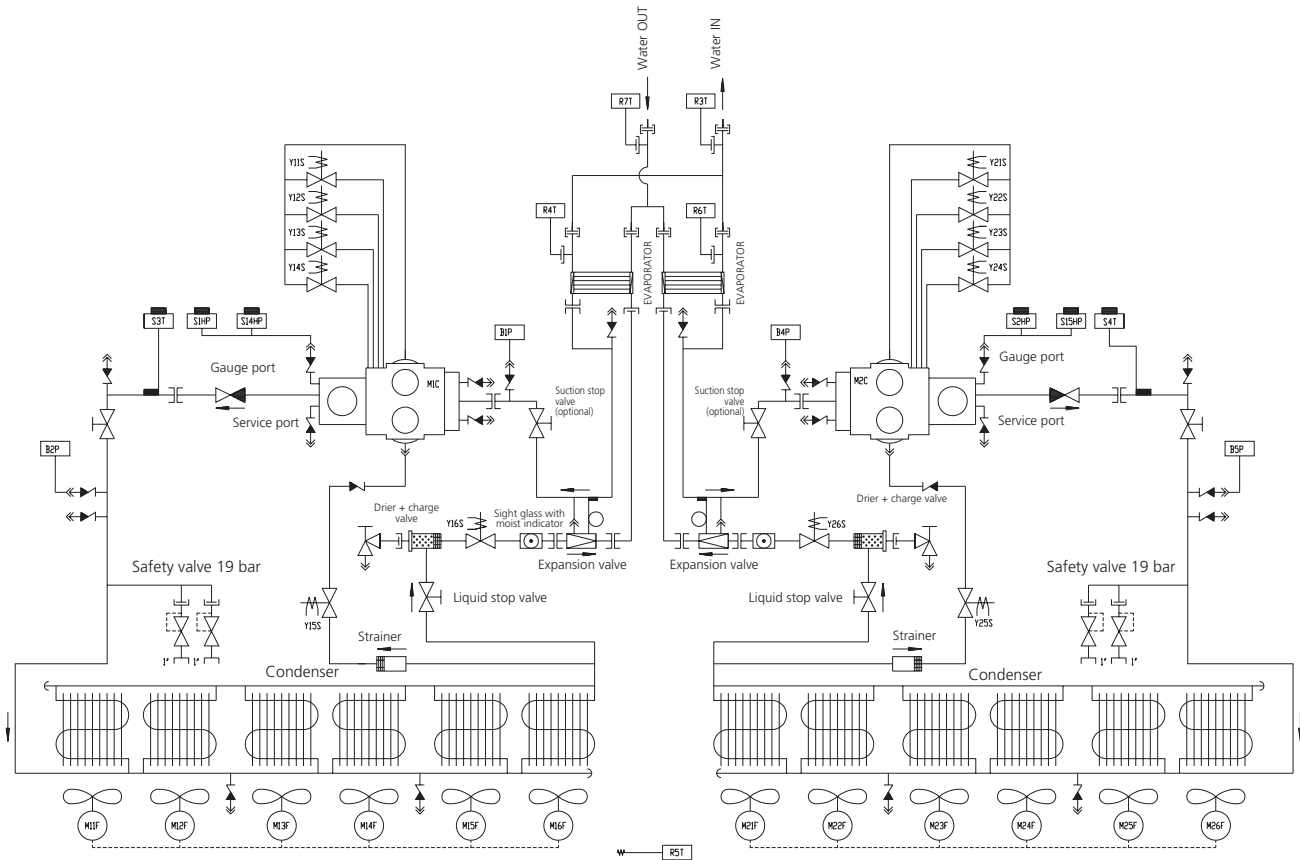 Water OUT
Water IN
R7T
R3T
Y11S
Y12S
Y13S
Y14S
Y21S
Y22S
Y23S
Y24S
R4T
R6T
EVAPORATOR
EVAPORATOR
S3T
S1HP
S14HP
B1P
B4P
S2HP
S15HP
S4T
Gauge port
Gauge port
M1C
M2C
Suction stop
valve
(optional)
Suction stop
valve
(optional)
Service port
Service port
B2P
B5P
Drier + charge
valve
Y16S
Sight glass with
moist indicator
Y26S
Drier + charge valve
Expansion valve
Expansion valve
Safety valve 19 bar
Safety valve 19 bar
Liquid stop valve
Liquid stop valve
Y15S
Y25S
Strainer
Strainer
1"
1"
1"
1"
Condenser
Condenser
M11F
M12F
M13F
M14F
M15F
M16F
M21F
M22F
M23F
M24F
M25F
M26F
R5T